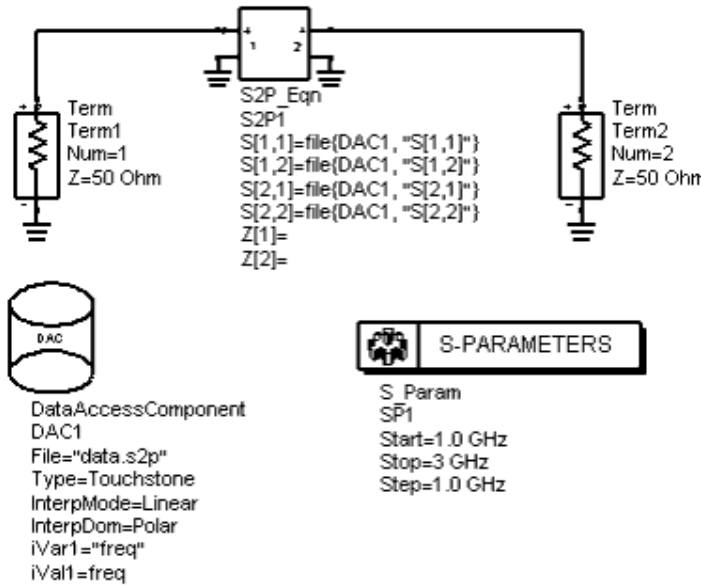 1 2
S2P_Eqn
S2P1
S[1,1]=file{DAC1, "S[1,1]"}
S[1,2]=file{DAC1, "S[1,2]"}
S[2,1]=file{DAC1, "S[2,1]"}
S[2,2]=file{DAC1, "S[2,2]"}
Z[1]=
Z[2]=
Term
Term1
Num=1
Z=50 Ohm
Term
Term2
Num=2
Z=50 Ohm
DAC
DataAccessComponent
DAC1
File="data.s2p"
Type=Touchstone
InterpMode=Linear
InterpDom=Polar
iVar1="freq"
iVal1=freq
S-PARAMETERS
S_Param
SP1
Start=1.0 GHz
Stop=3 GHz
Step=1.0 GHz